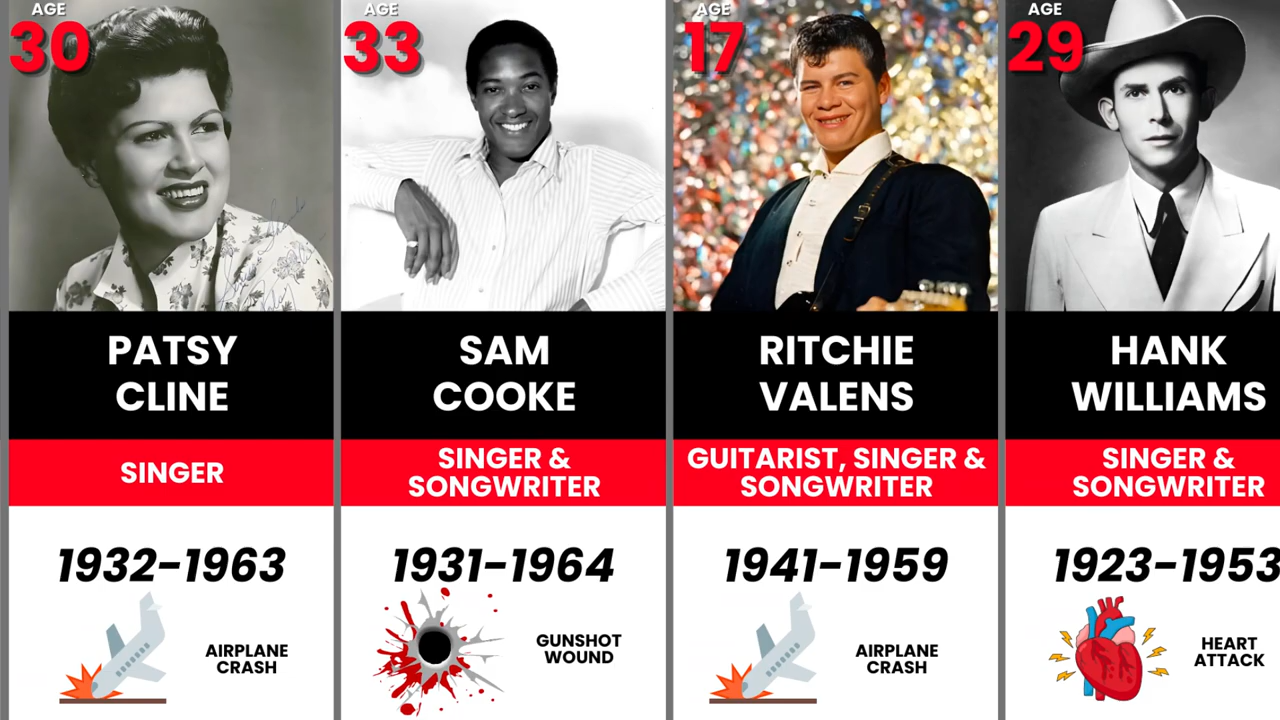 AGE
30
PATSY
CLINE
SINGER
1932-1963
AIRPLANE
CRASH
AGE
33
SAM
COOKE
SINGER &
SONGWRITER
1931-1964
GUNSHOT
WOUND
AGE
17
RITCHIE
VALENS
GUITARIST, SINGER &
SONGWRITER
1941-1959
AIRPLANE
CRASH
AGE
29
HANK
WILLIAMS
SINGER &
SONGWRITER
1923-1953
HEART
ATTACK